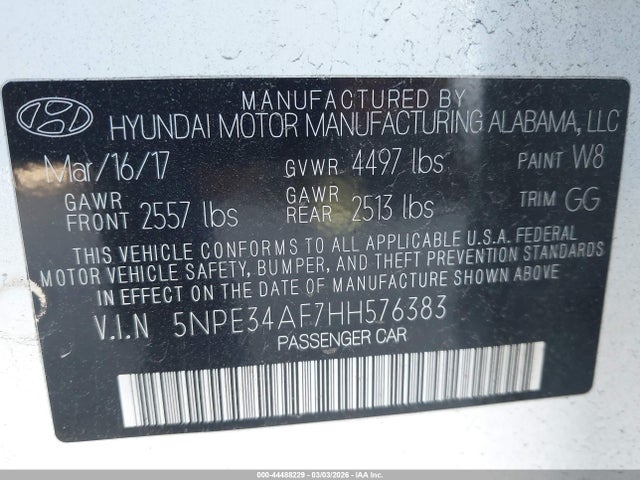 MANUFACTURED BY
HYUNDAI MOTOR MANUFACTURING ALABAMA, LLC
Mar/16/17 GVWR 4497 lbs PAINT W8
GAWR FRONT 2557 lbs GAWR REAR 2513 lbs TRIM GG
THIS VEHICLE CONFORMS TO ALL APPLICABLE U.S.A. FEDERAL
MOTOR VEHICLE SAFETY, BUMPER, AND THEFT PREVENTION STANDARDS
IN EFFECT ON THE DATE OF MANUFACTURE SHOWN ABOVE
V.I.N 5NPE34AF7HH576383
PASSENGER CAR
000-44488229 - 03/03/2026 - IAA Inc.